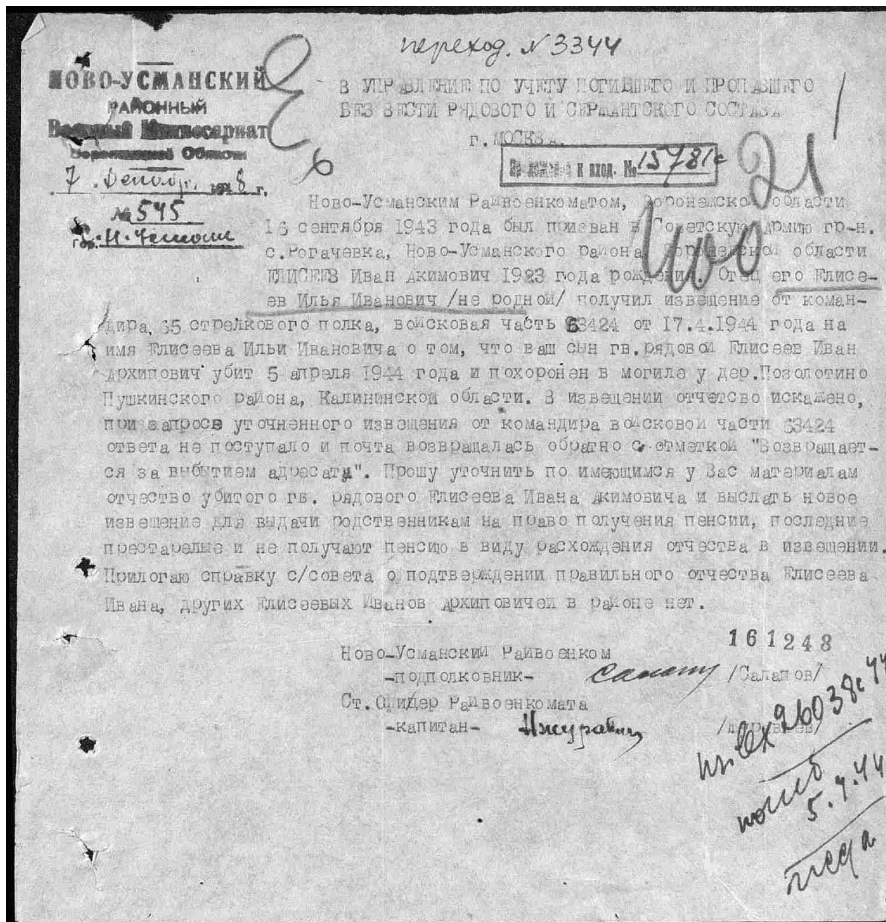 переход. № 3344
НОВО-УСМАНСКИЙ
РАЙОННЫЙ
Военный Комиссариат
Воронежской Области
7. Декабр. 1948 г.
№ 545
В УПРАВЛЕНИЕ ПО УЧЕТУ ПОГИБШЕГО И ПРОПАВШЕГО
БЕЗ ВЕСТИ РЯДОВОГО И СЕРЖАНТСКОГО СОСТАВА
г. МОСКВА.
Приложение к вход. № 15781с
Ново-Усманским Райвоенкоматом, Воронежской области
16 сентября 1943 года был призван в Советскую Армию гр-н.
с.Рогачевка, Ново-Усманского района Воронежской области
ЕЛИСЕЕВ Иван Акимович 1923 года рождения. Отец его Елисе-
ев Илья Иванович /не родной/ получил извещение от коман-
дира 65 стрелкового полка, войсковая часть 63424 от 17.4.1944 года на
имя Елисеева Ильи Ивановича о том, что ваш сын гв.рядовой Елисеев Иван
Архипович убит 5 апреля 1944 года и похоронен в могиле у дер.Позолотино
Пушкинского района, Калининской области. В извещении отчетсво искажено,
при запросе уточненного извещения от командира войсковой части 63424
ответа не поступало и почта возвращалась обратно с отметкой "Возвращает-
ся за выбытием адресата". Прошу уточнить по имеющимся у Вас материалам
отчество убитого гв. рядового Елисеева Ивана Акимовича и выслать новое
извещение для выдачи родственникам на право получения пенсии, последние
престарелые и не получают пенсию в виду расхождения отчества в извещении.
Прилогаю справку с/совета о подтверждении правильного отчества Елисеева
Ивана, других Елисеевых Иванов Архиповичей в районе нет.
161248
Ново-Усманский Райвоенком
-подполковник- /Салапов/
Ст.Офицер Райвоенкомата
-капитан-
96038с 44
погиб
5.4.44